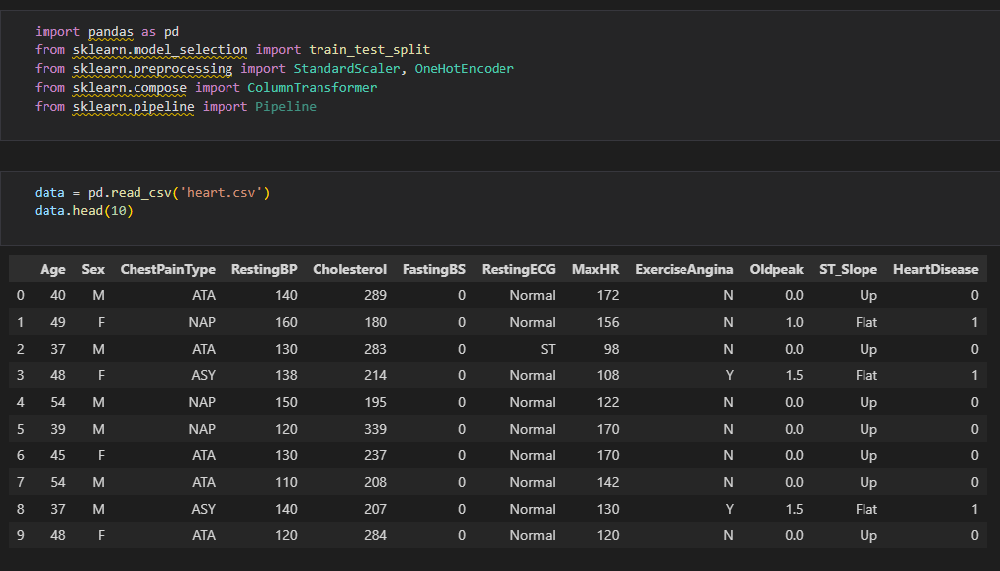 import pandas as pd
from sklearn.model_selection import train_test_split
from sklearn.preprocessing import StandardScaler, OneHotEncoder
from sklearn.compose import ColumnTransformer
from sklearn.pipeline import Pipeline
data = pd.read_csv('heart.csv')
data.head(10)
Age Sex ChestPainType RestingBP Cholesterol FastingBS RestingECG MaxHR ExerciseAngina Oldpeak ST_Slope HeartDisease
0 40 M ATA 140 289 0 Normal 172 N 0.0 Up 0
1 49 F NAP 160 180 0 Normal 156 N 1.0 Flat 1
2 37 M ATA 130 283 0 ST 98 N 0.0 Up 0
3 48 F ASY 138 214 0 Normal 108 Y 1.5 Flat 1
4 54 M NAP 150 195 0 Normal 122 N 0.0 Up 0
5 39 M NAP 120 339 0 Normal 170 N 0.0 Up 0
6 45 F ATA 130 237 0 Normal 170 N 0.0 Up 0
7 54 M ATA 110 208 0 Normal 142 N 0.0 Up 0
8 37 M ASY 140 207 0 Normal 130 Y 1.5 Flat 1
9 48 F ATA 120 284 0 Normal 120 N 0.0 Up 0